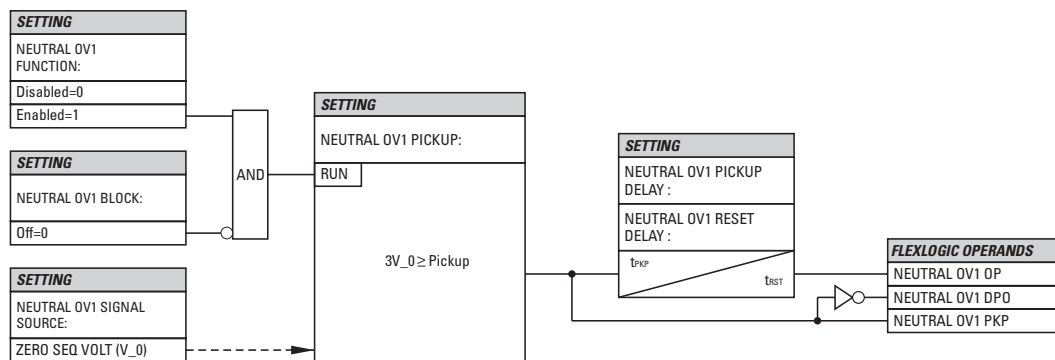 SETTING
NEUTRAL OV1
FUNCTION:
Disabled=0
Enabled=1
SETTING
NEUTRAL OV1 BLOCK:
Off=0
SETTING
NEUTRAL OV1 SIGNAL
SOURCE:
ZERO SEQ VOLT (V_0)
AND
SETTING
NEUTRAL OV1 PICKUP:
RUN
3V_0 ≥ Pickup
SETTING
NEUTRAL OV1 PICKUP
DELAY :
NEUTRAL OV1 RESET
DELAY :
tPKP
tRST
FLEXLOGIC OPERANDS
NEUTRAL OV1 OP
NEUTRAL OV1 DPO
NEUTRAL OV1 PKP